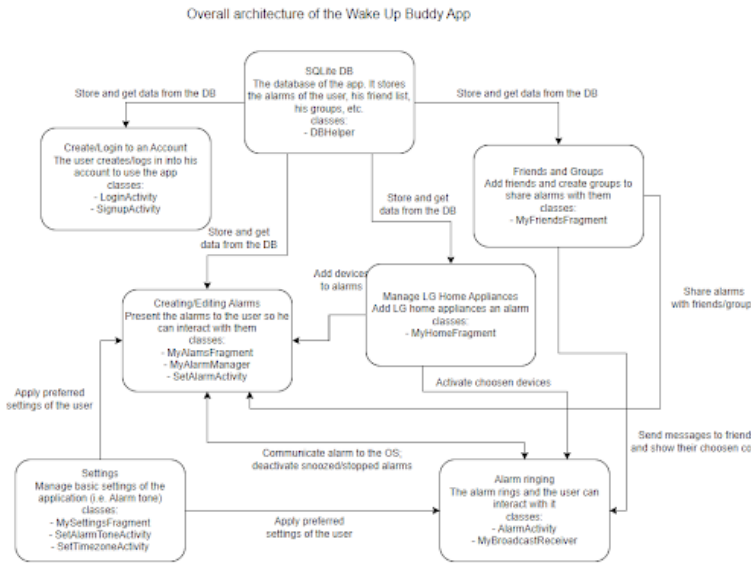 Overall architecture of the Wake Up Buddy App
SQLite DB
The database of the app. It stores
the alarms of the user, his friend list,
his groups, etc.
classes:
- DBHelper
Store and get data from the DB
Store and get data from the DB
Create/Login to an Account
The user creates/logs in into his
account to use the app
classes:
- LoginActivity
- SignupActivity
Friends and Groups
Add friends and create groups to
share alarms with them
classes:
- MyFriendsFragment
Store and get
data from the DB
Store and get
data from the DB
Add devices
to alarms
Creating/Editing Alarms
Present the alarms to the user so he
can interact with them
classes:
- MyAlamsFragment
- MyAlarmManager
- SetAlarmActivity
Manage LG Home Appliances
Add LG home appliances an alarm
classes:
- MyHomeFragment
Share alarms
with friends/group
Apply preferred
settings of the user
Activate choosen devices
Communicate alarm to the OS;
deactivate snoozed/stopped alarms
Send messages to friend
and show their choosen co
Settings
Manage basic settings of the
application (i.e. Alarm tone)
classes:
- MySettingsFragment
- SetAlarmToneActivity
- SetTimezoneActivity
Apply preferred
settings of the user
Alarm ringing
The alarm rings and the user can
interact with it
classes:
- AlarmActivity
- MyBroadcastReceiver